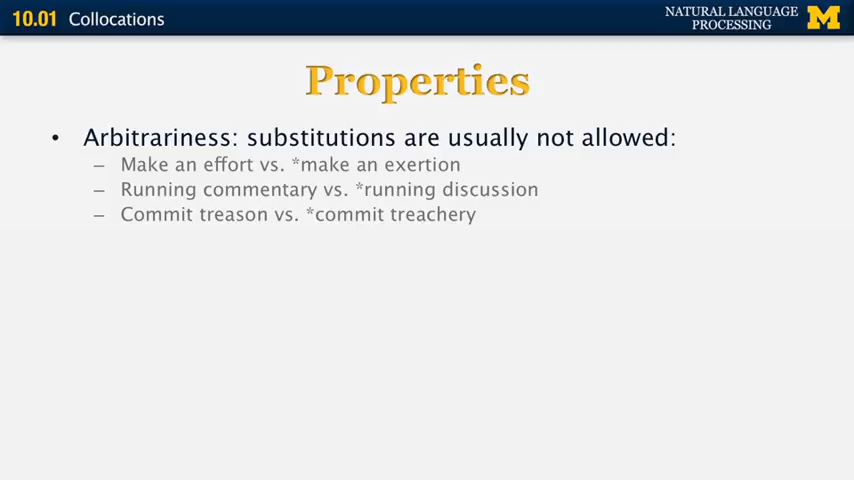 10.01 Collocations
NATURAL LANGUAGE
PROCESSING
M
Properties
• Arbitrariness: substitutions are usually not allowed:
– Make an effort vs. *make an exertion
– Running commentary vs. *running discussion
– Commit treason vs. *commit treachery